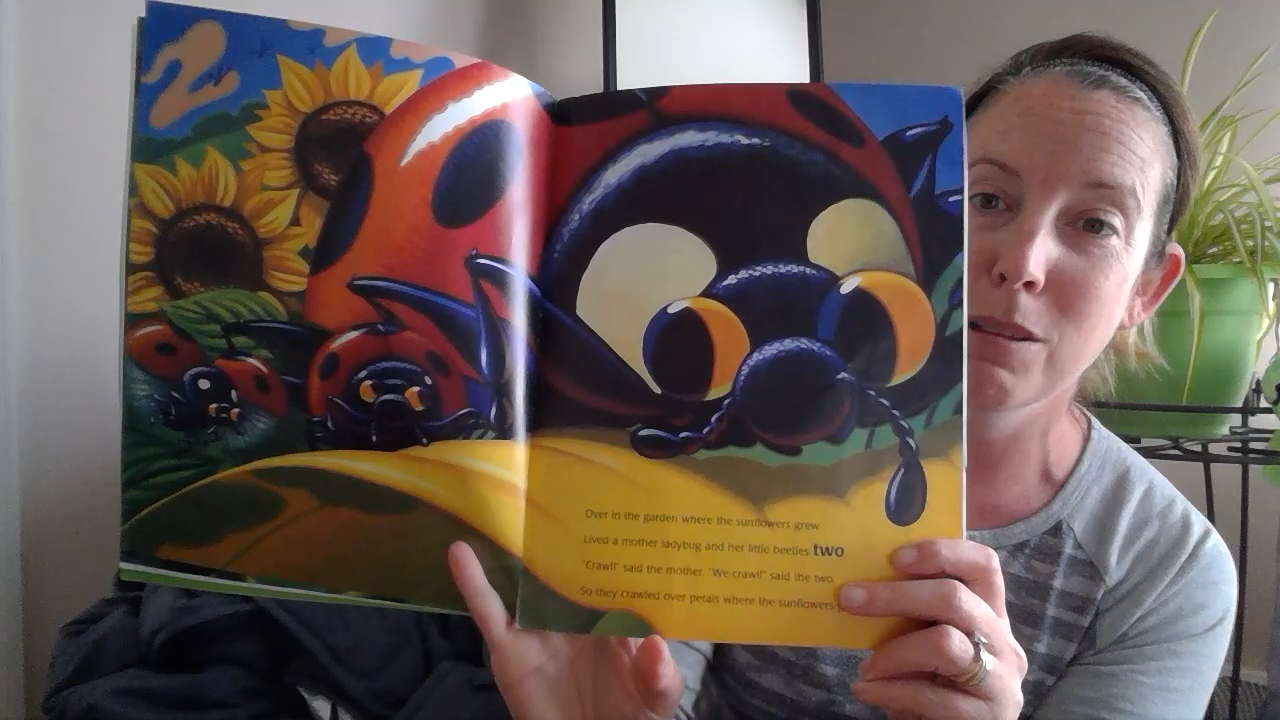 2
Over in the garden where the sunflowers grew
Lived a mother ladybug and her little beetles two
"Crawl!" said the mother. "We crawl!" said the two,
So they crawled over petals where the sunflowers